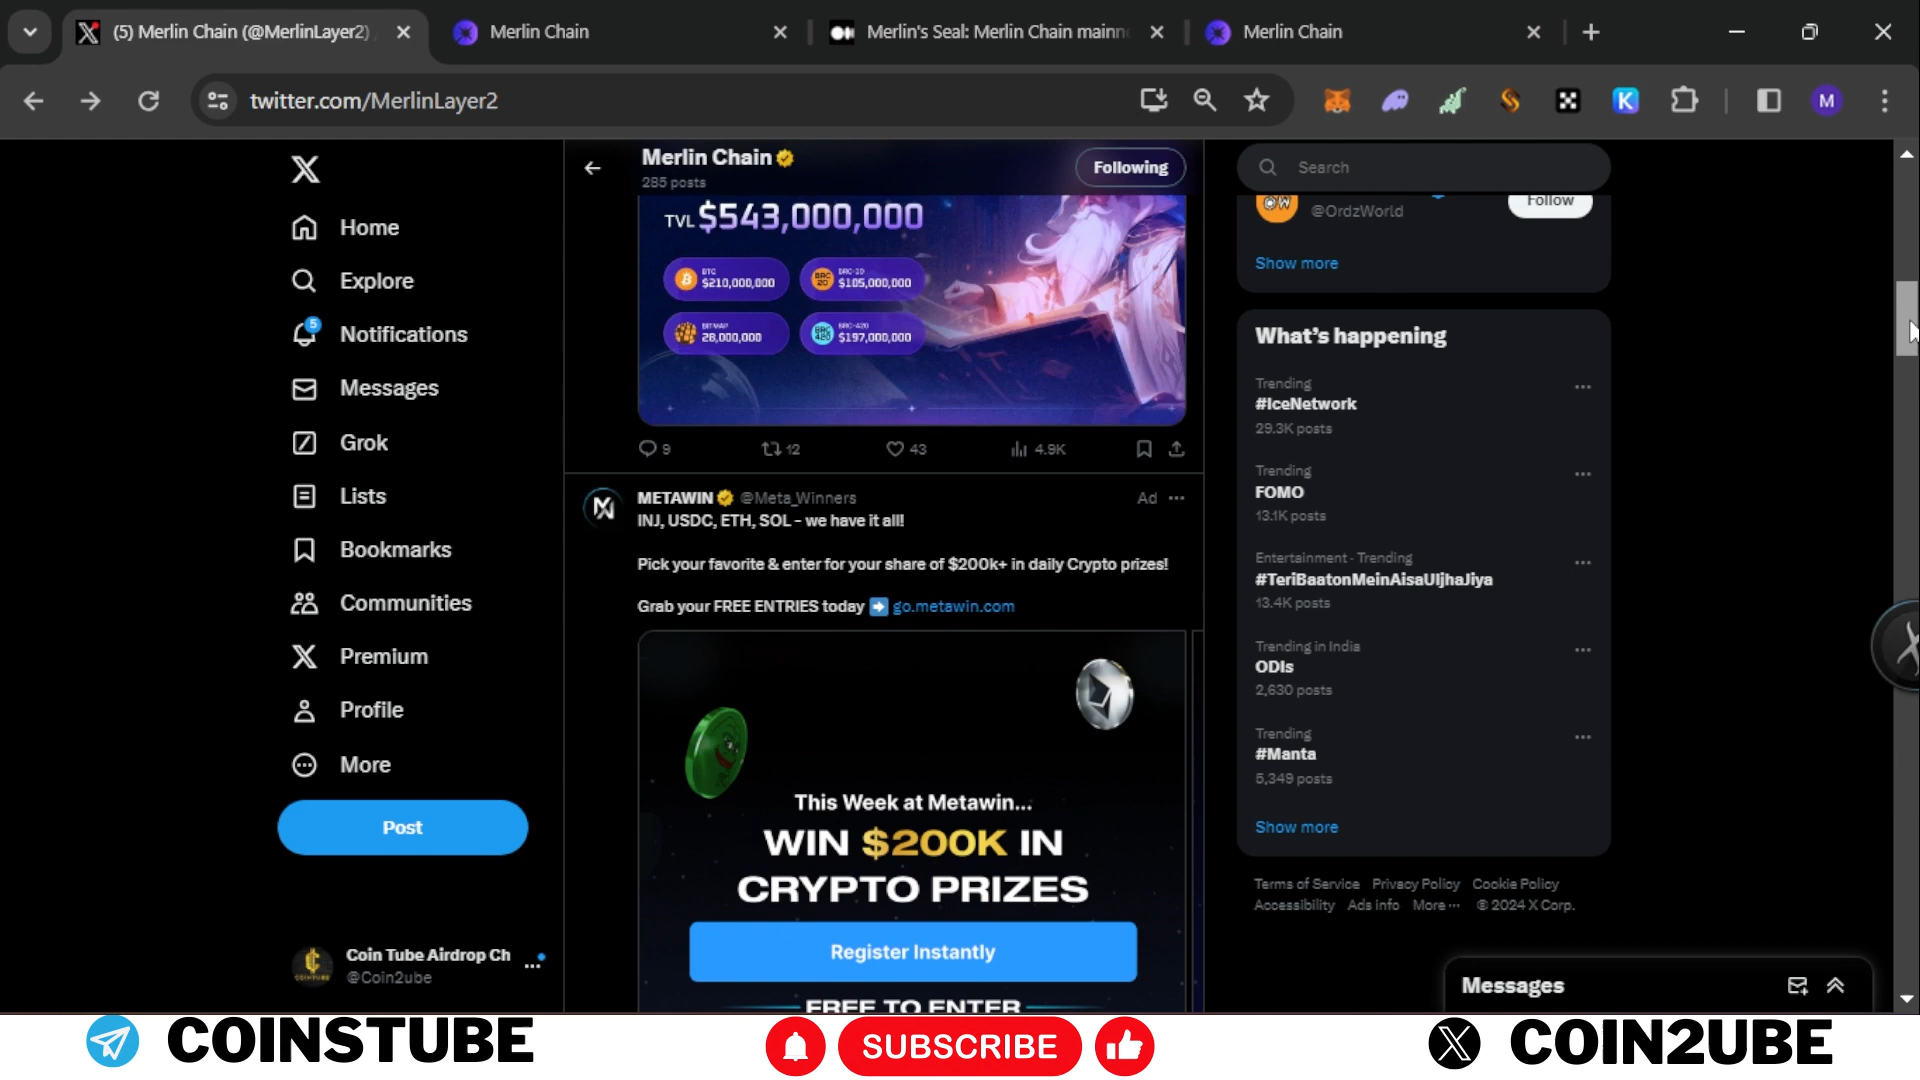 (5) Merlin Chain (@MerlinLayer2)
Merlin Chain
Merlin's Seal: Merlin Chain mainn
Merlin Chain
twitter.com/MerlinLayer2
M
Merlin Chain
285 posts
Following
Search
Home
Explore
5
Notifications
Messages
Grok
Lists
Bookmarks
Communities
Premium
Profile
More
Post
Coin Tube Airdrop Ch
@Coin2ube
TVL $543,000,000
BTC
$210,000,000
BRC-20
$105,000,000
BITMAP
28,000,000
BRC-420
$197,000,000
9
12
43
4.9K
METAWIN @Meta_Winners
Ad
INJ, USDC, ETH, SOL - we have it all!
Pick your favorite & enter for your share of $200k+ in daily Crypto prizes!
Grab your FREE ENTRIES today ➡️ go.metawin.com
This Week at Metawin...
WIN $200K IN
CRYPTO PRIZES
Register Instantly
FREE TO ENTER
@OrdzWorld
Follow
Show more
What's happening
Trending
#IceNetwork
29.3K posts
Trending
FOMO
13.1K posts
Entertainment · Trending
#TeriBaatonMeinAisaUljhaJiya
13.4K posts
Trending in India
ODIs
2,630 posts
Trending
#Manta
5,349 posts
Show more
Terms of Service Privacy Policy Cookie Policy
Accessibility Ads info More ··· © 2024 X Corp.
Messages
COINSTUBE
SUBSCRIBE
COIN2UBE